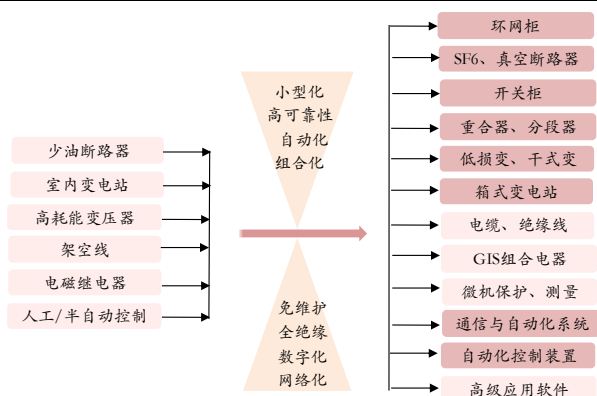 少油断路器
室内变电站
高耗能变压器
架空线
电磁继电器
人工/半自动控制
小型化
高可靠性
自动化
组合化
免维护
全绝缘
数字化
网络化
环网柜
SF6、真空断路器
开关柜
重合器、分段器
低损变、干式变
箱式变电站
电缆、绝缘线
GIS组合电器
微机保护、测量
通信与自动化系统
自动化控制装置
高级应用软件